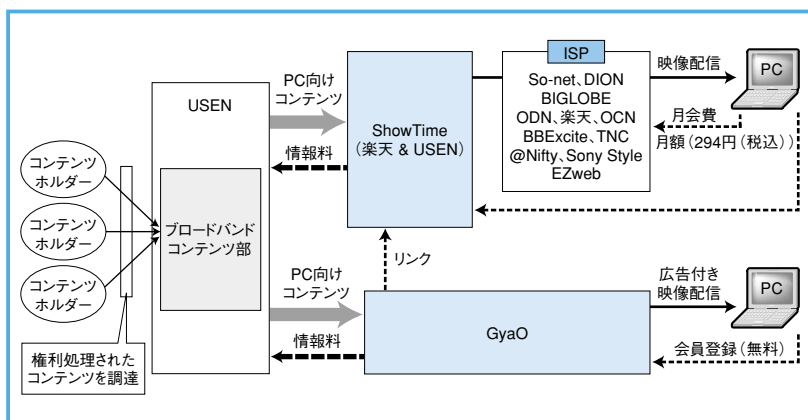 コンテンツ
ホルダー
コンテンツ
ホルダー
コンテンツ
ホルダー
権利処理された
コンテンツを調達
USEN
ブロードバンド
コンテンツ部
PC向け
コンテンツ
情報料
ShowTime
(楽天 & USEN)
ISP
So-net、DION
BIGLOBE
ODN、楽天、OCN
BBExcite、TNC
@Nifty、Sony Style
EZweb
映像配信
PC
月会費
月額(294円(税込))
リンク
PC向け
コンテンツ
情報料
GyaO
広告付き
映像配信
PC
会員登録(無料)